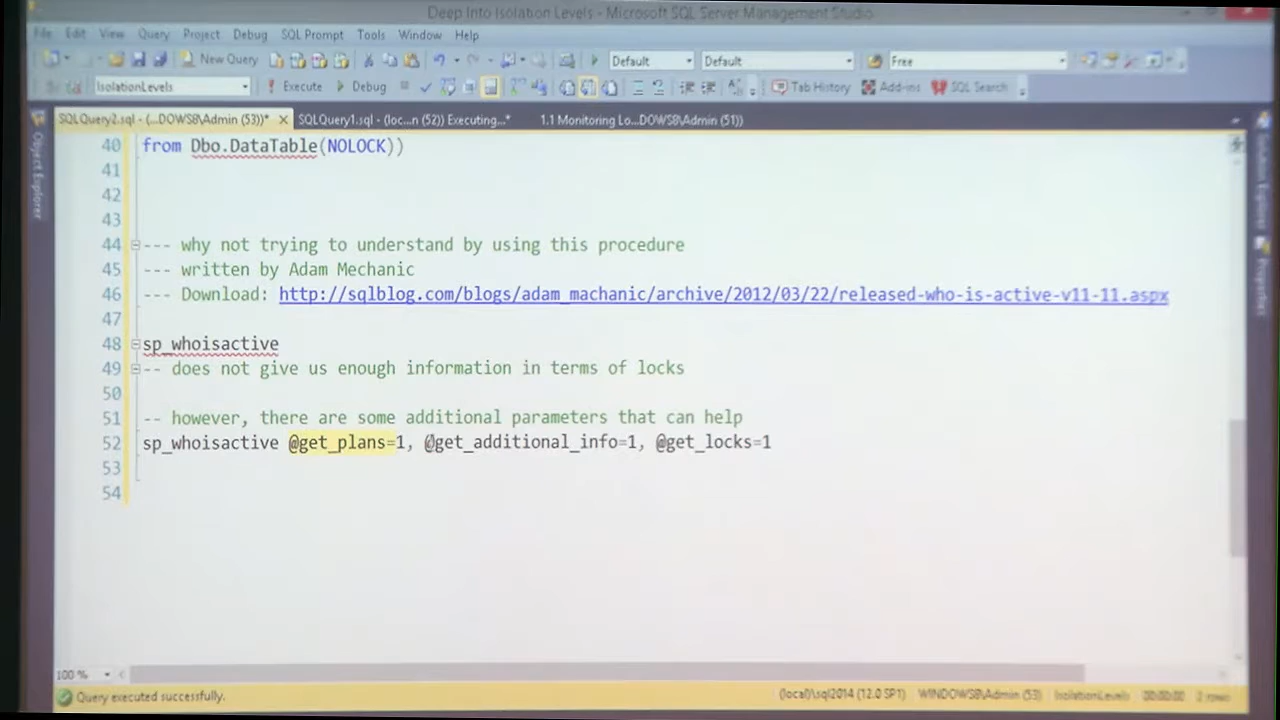 Deep Into Isolation Levels - Microsoft SQL Server Management Studio
File Edit View Query Project Debug SQL Prompt Tools Window Help
New Query Default Default Free
IsolationLevels Execute Debug Tab History Add-ins SQL Search
SQLQuery2.sql - (...DOWS8\Admin (53))* SQLQuery1.sql - (loc...n (52)) Executing...* 1.1 Monitoring Lo...DOWS8\Admin (51))
Object Explorer
Solution Explorer
Properties
40 from Dbo.DataTable(NOLOCK))
41
42
43
44 --- why not trying to understand by using this procedure
45 --- written by Adam Mechanic
46 --- Download: http://sqlblog.com/blogs/adam_machanic/archive/2012/03/22/released-who-is-active-v11-11.aspx
47
48 sp_whoisactive
49 -- does not give us enough information in terms of locks
50
51 -- however, there are some additional parameters that can help
52 sp_whoisactive @get_plans=1, @get_additional_info=1, @get_locks=1
53
54
100 %
Query executed successfully. (local)\sql2014 (12.0 SP1) WINDOWS8\Admin (53) IsolationLevels 00:00:00 2 rows